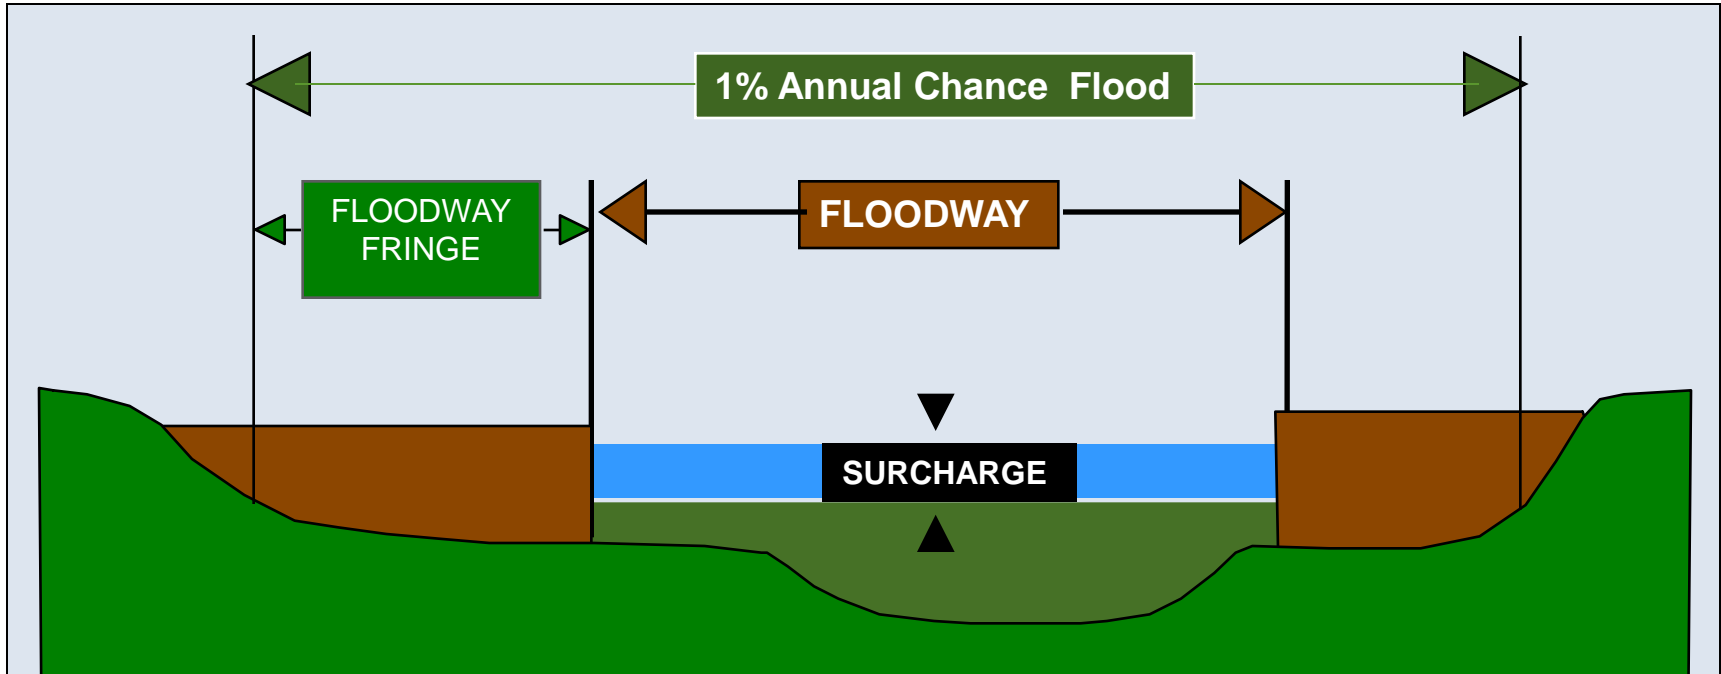 1% Annual Chance  Flood
FLOODWAY
FRINGE
FLOODWAY
SURCHARGE